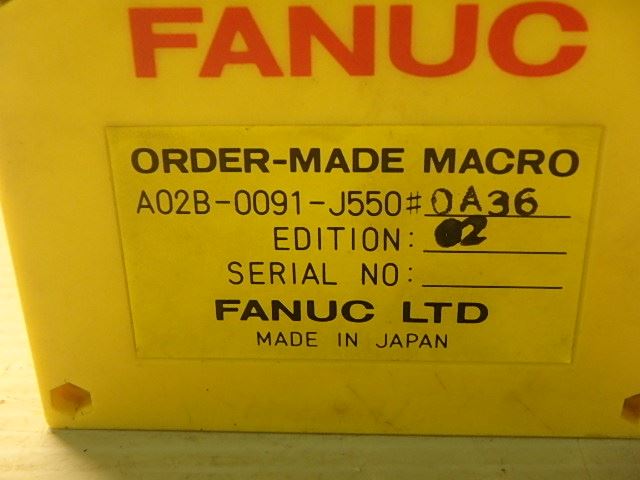 FANUC
ORDER-MADE MACRO
A02B-0091-J550#0A36
EDITION: 02
SERIAL NO:
FANUC LTD
MADE IN JAPAN